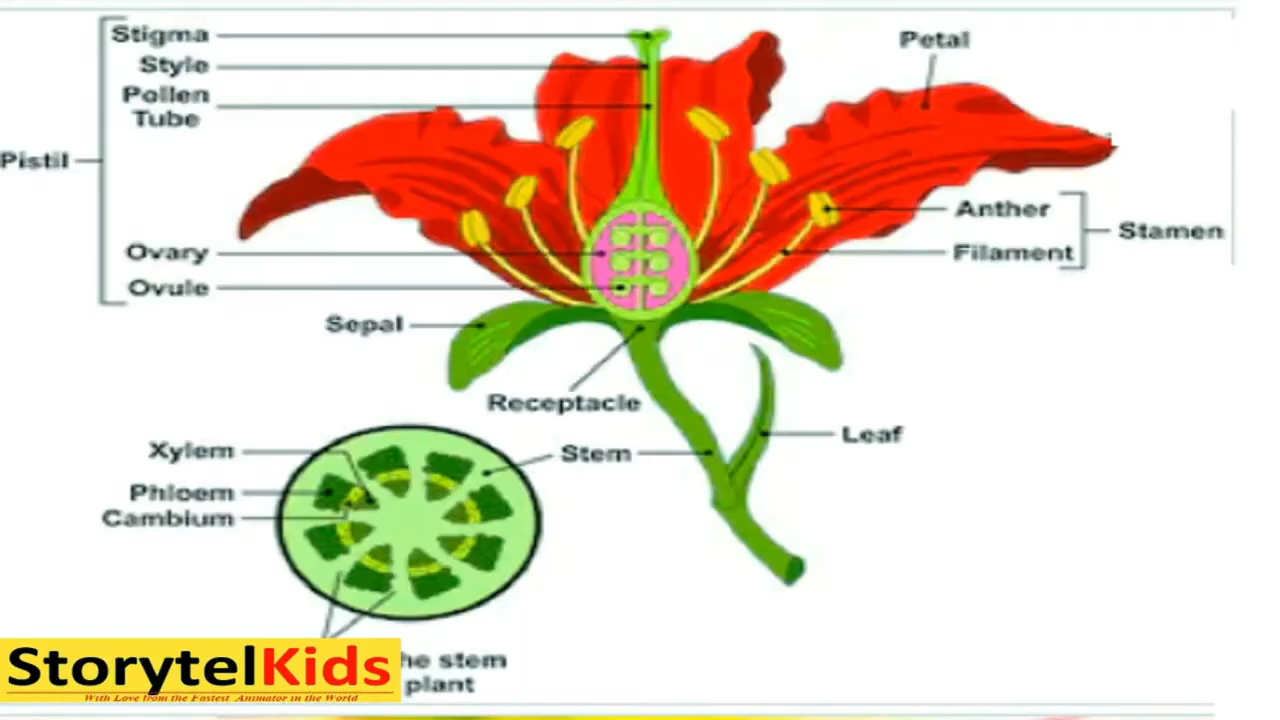 Stigma
Style
Pollen
Tube
Pistil
Ovary
Ovule
Petal
Anther
Filament
Stamen
Sepal
Receptacle
Xylem
Phloem
Cambium
Stem
Leaf
he stem
plant
StorytelKids
With Love from the Fastest Animator in the World